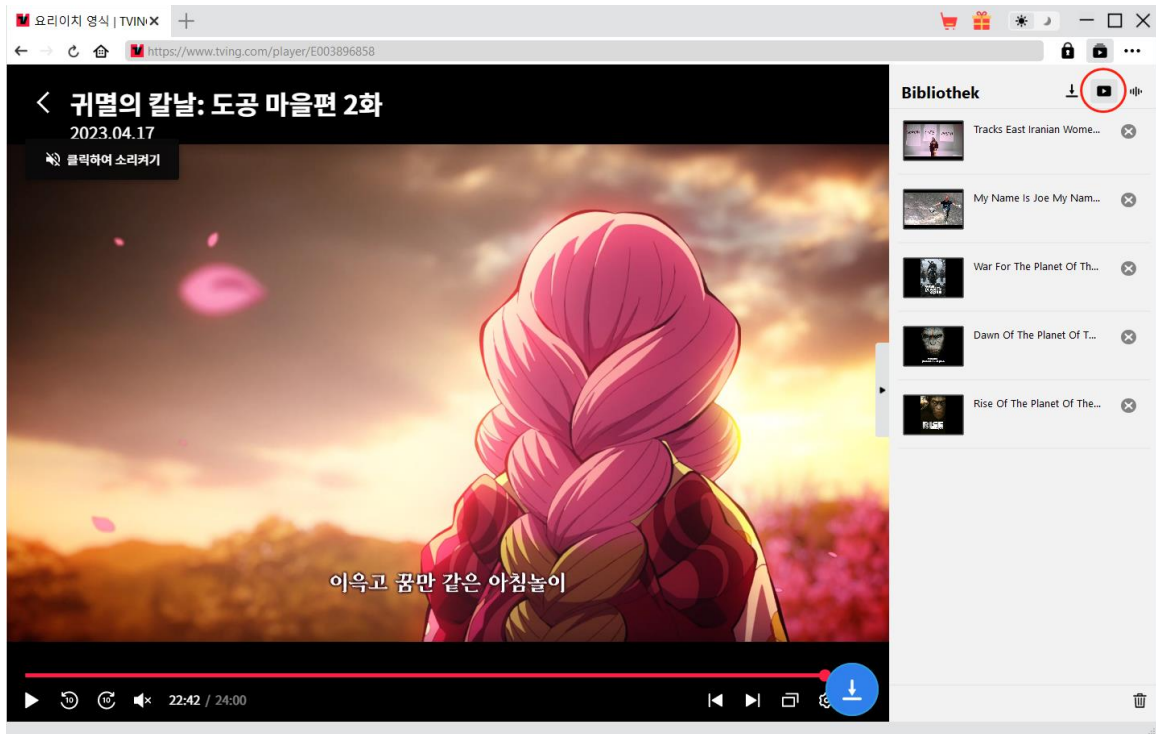 요리이치 영식 | TVIN
https://www.tving.com/player/E003896858
귀멸의 칼날: 도공 마을편 2화
2023.04.17
클릭하여 소리켜기
이윽고 꿈만 같은 아침놀이
10
10
22:42 / 24:00
Bibliothek
Tracks East Iranian Wome...
My Name Is Joe My Nam...
War For The Planet Of Th...
Dawn Of The Planet Of T...
Rise Of The Planet Of The...